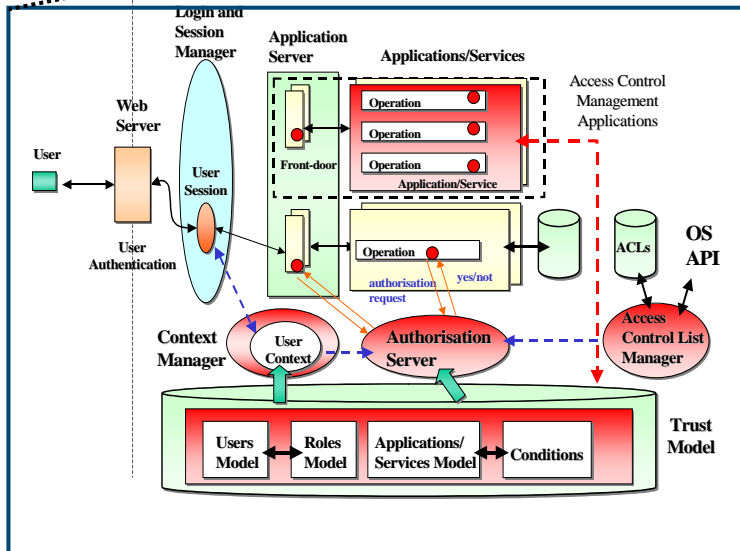 Login and
Session
Manager
Application
Server
Applications/Services
Access Control
Management
Applications
Web
Server
User
Operation
Operation
Operation
Front-door
Application/Service
User
Session
User
Authentication
Operation
authorisation
request
yes/not
ACLs
OS
API
Context
Manager
User
Context
Authorisation
Server
Access
Control List
Manager
Trust
Model
Users
Model
Roles
Model
Applications/
Services Model
Conditions